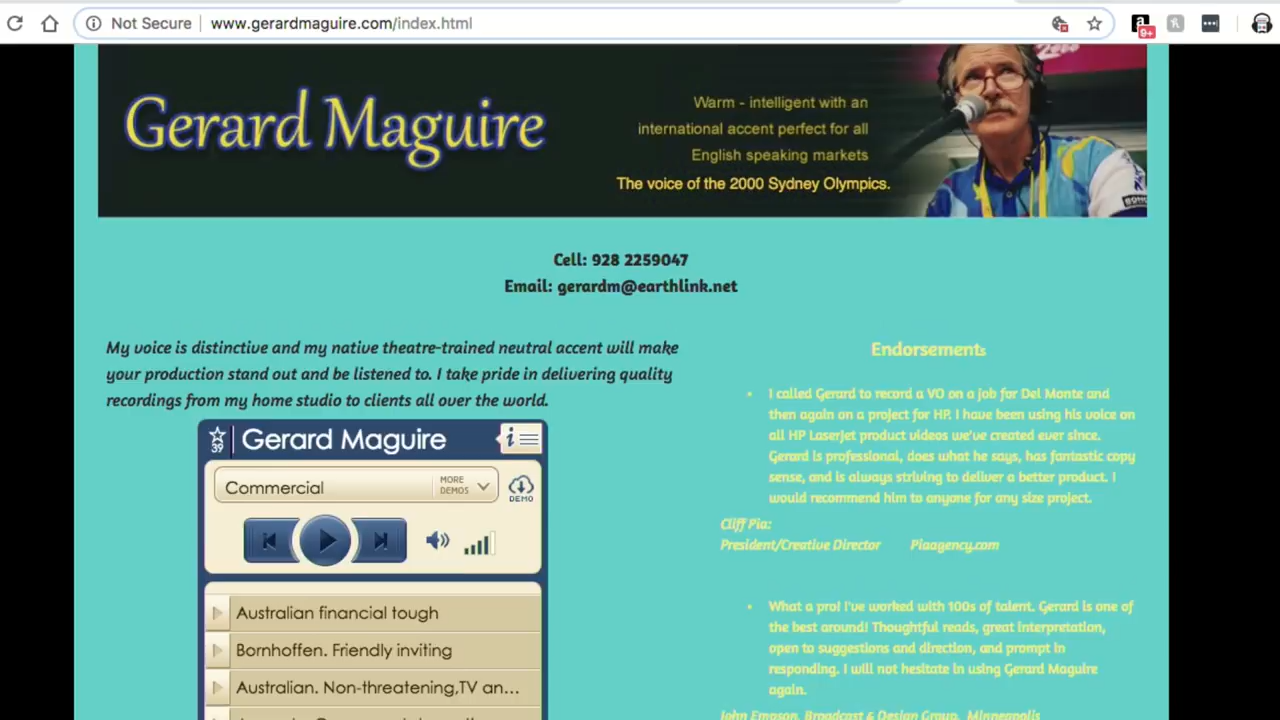 Not Secure
www.gerardmaguire.com/index.html
a
9+
Gerard Maguire
Warm - intelligent with an
international accent perfect for all
English speaking markets
The voice of the 2000 Sydney Olympics.
Cell: 928 2259047
Email: gerardm@earthlink.net
My voice is distinctive and my native theatre-trained neutral accent will make
your production stand out and be listened to. I take pride in delivering quality
recordings from my home studio to clients all over the world.
39
Gerard Maguire
i
Commercial
MORE
DEMOS
DEMO
Australian financial tough
Bornhoffen. Friendly inviting
Australian. Non-threatening,TV an...
Endorsements
• I called Gerard to record a VO on a job for Del Monte and
then again on a project for HP. I have been using his voice on
all HP LaserJet product videos we've created ever since.
Gerard is professional, does what he says, has fantastic copy
sense, and is always striving to deliver a better product. I
would recommend him to anyone for any size project.
Cliff Pia:
President/Creative Director Piaagency.com
• What a pro! I've worked with 100s of talent. Gerard is one of
the best around! Thoughtful reads, great interpretation,
open to suggestions and direction, and prompt in
responding. I will not hesitate in using Gerard Maguire
again.
John Emoson, Broadcast & Design Group, Minneapolis